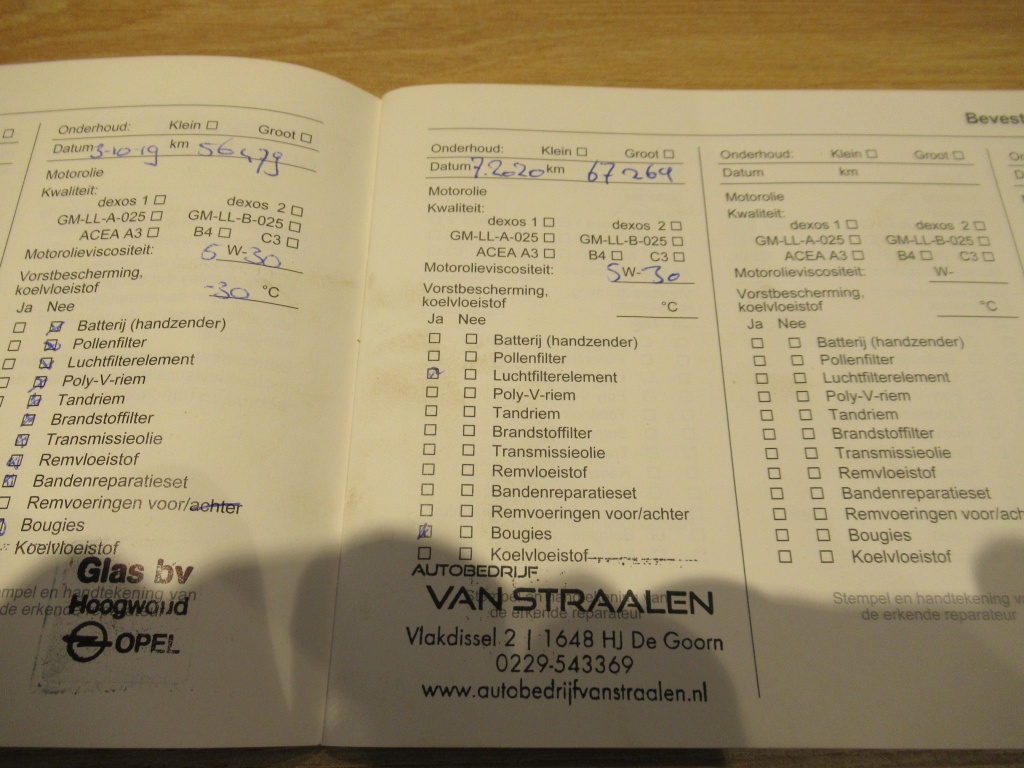 Onderhoud: Klein ☐ Groot ☐
Datum 3-10-19 km 56479
Motorolie
Kwaliteit:
dexos 1 ☐ dexos 2 ☐
GM-LL-A-025 ☐ GM-LL-B-025 ☐
ACEA A3 ☐ B4 ☐ C3 ☐
Motorolieviscositeit: 5 W-30
Vorstbescherming,
koelvloeistof -30 °C
Ja Nee
Batterij (handzender)
Pollenfilter
Luchtfilterelement
Poly-V-riem
Tandriem
Brandstoffilter
Transmissieolie
Remvloeistof
Bandenreparatieset
Remvoeringen voor/achter
Bougies
Koelvloeistof
Glas bv
Hoogwoud
OPEL
de erkende
Bevest
Onderhoud: Klein ☐ Groot ☐
Datum 7.2020 km 67269
Motorolie
Kwaliteit:
dexos 1 ☐ dexos 2 ☐
GM-LL-A-025 ☐ GM-LL-B-025 ☐
ACEA A3 ☐ B4 ☐ C3 ☐
Motorolieviscositeit: 5W-30
Vorstbescherming,
koelvloeistof °C
Ja Nee
Batterij (handzender)
Pollenfilter
Luchtfilterelement
Poly-V-riem
Tandriem
Brandstoffilter
Transmissieolie
Remvloeistof
Bandenreparatieset
Remvoeringen voor/achter
Bougies
Koelvloeistof
AUTOBEDRIJF
VAN STRAALEN
de erkende reparateur
Vlakdissel 2 | 1648 HJ De Goorn
0229-543369
www.autobedrijfvanstraalen.nl
Onderhoud: Klein ☐ Groot ☐
Datum km
Motorolie
Kwaliteit:
dexos 1 ☐ dexos 2 ☐
GM-LL-A-025 ☐ GM-LL-B-025 ☐
ACEA A3 ☐ B4 ☐ C3 ☐
Motorolieviscositeit: W-
Vorstbescherming,
koelvloeistof °C
Ja Nee
Batterij (handzender)
Pollenfilter
Luchtfilterelement
Poly-V-riem
Tandriem
Brandstoffilter
Transmissieolie
Remvloeistof
Bandenreparatieset
Remvoeringen voor/ach
Bougies
Koelvloeistof
Stempel en handtekening va
de erkende reparateur